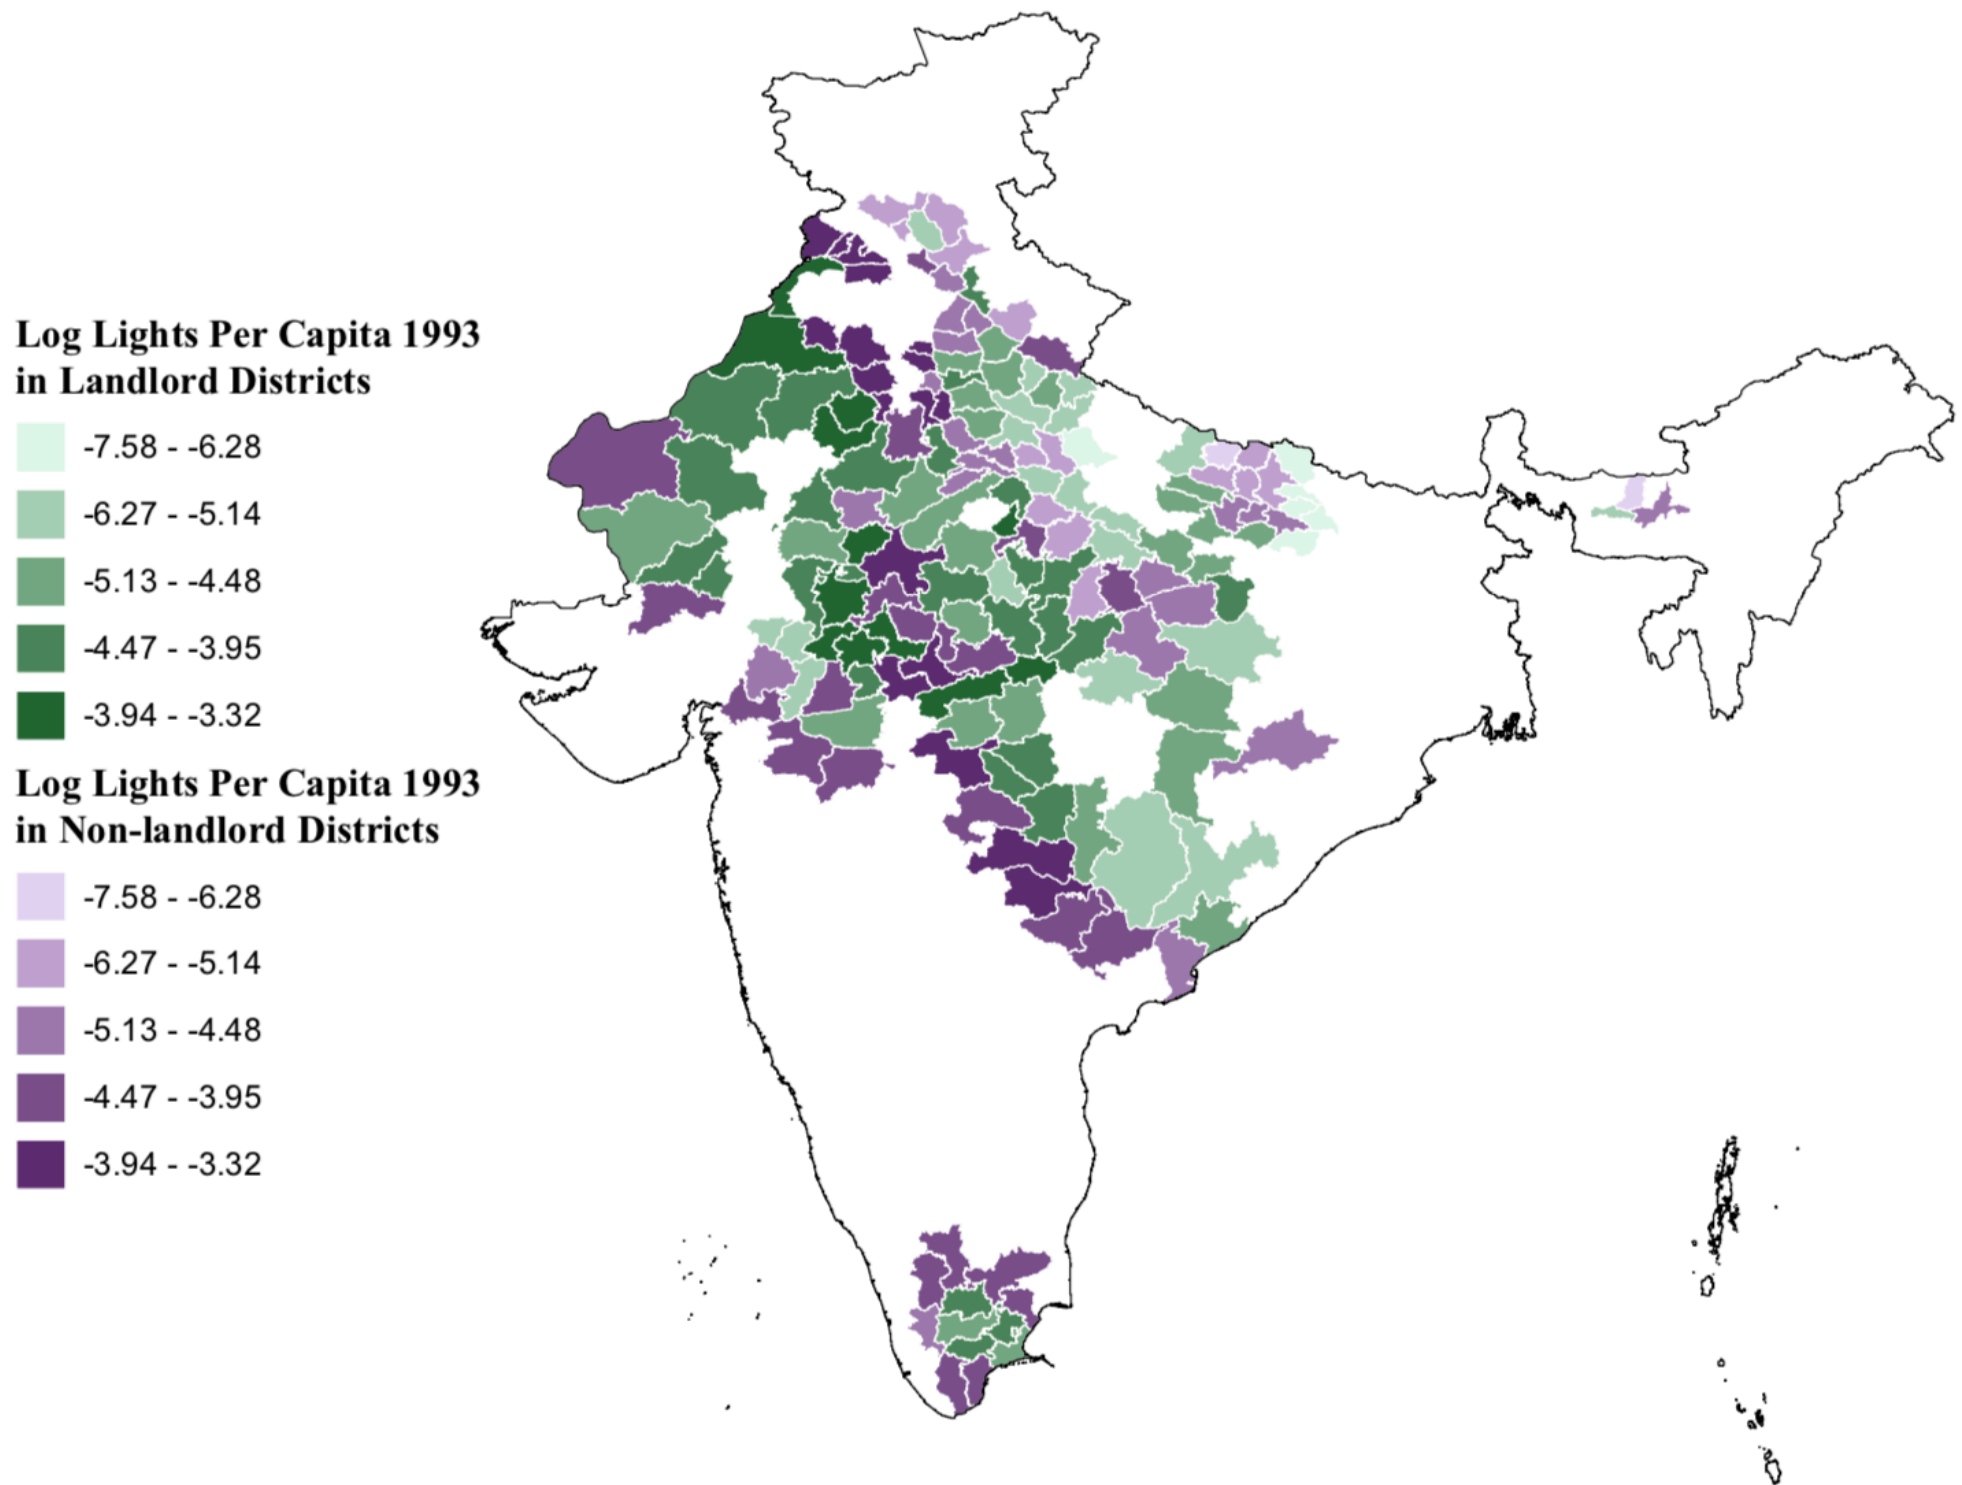 Log Lights Per Capita 1993
in Landlord Districts
-7.58 - -6.28
-6.27 - -5.14
-5.13 - -4.48
-4.47 - -3.95
-3.94 - -3.32
Log Lights Per Capita 1993
in Non-landlord Districts
-7.58 - -6.28
-6.27 - -5.14
-5.13 - -4.48
-4.47 - -3.95
-3.94 - -3.32